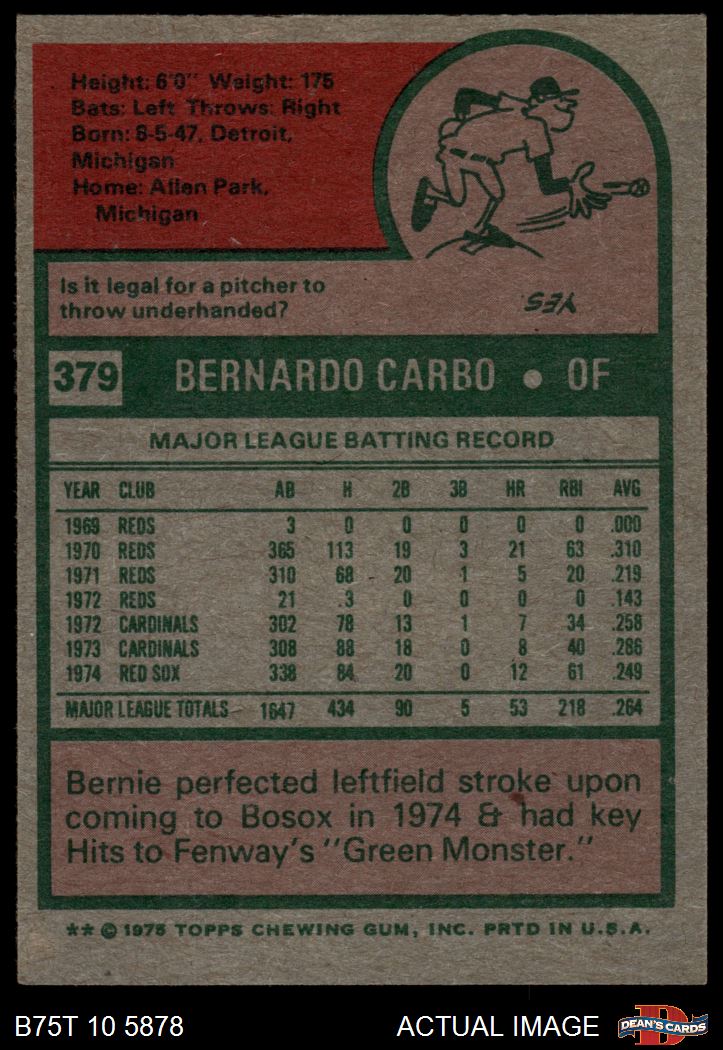 Height: 6'0" Weight: 175
Bats: Left Throws: Right
Born: 8-5-47, Detroit,
Michigan
Home: Allen Park,
Michigan
Is it legal for a pitcher to
throw underhanded?
YES.
379 BERNARDO CARBO • OF
MAJOR LEAGUE BATTING RECORD
YEAR CLUB AB H 2B 3B HR RBI AVG
1969 REDS 3 0 0 0 0 0 .000
1970 REDS 365 113 19 3 21 63 .310
1971 REDS 310 68 20 1 5 20 .219
1972 REDS 21 3 0 0 0 0 .143
1972 CARDINALS 302 78 13 1 7 34 .258
1973 CARDINALS 308 88 18 0 8 40 .286
1974 RED SOX 338 84 20 0 12 61 .249
MAJOR LEAGUE TOTALS 1647 434 90 5 53 218 .264
Bernie perfected leftfield stroke upon
coming to Bosox in 1974 & had key
Hits to Fenway's "Green Monster."
** © 1975 TOPPS CHEWING GUM, INC. PRTD IN U.S.A.
B75T 10 5878 ACTUAL IMAGE
D
DEAN'S CARDS